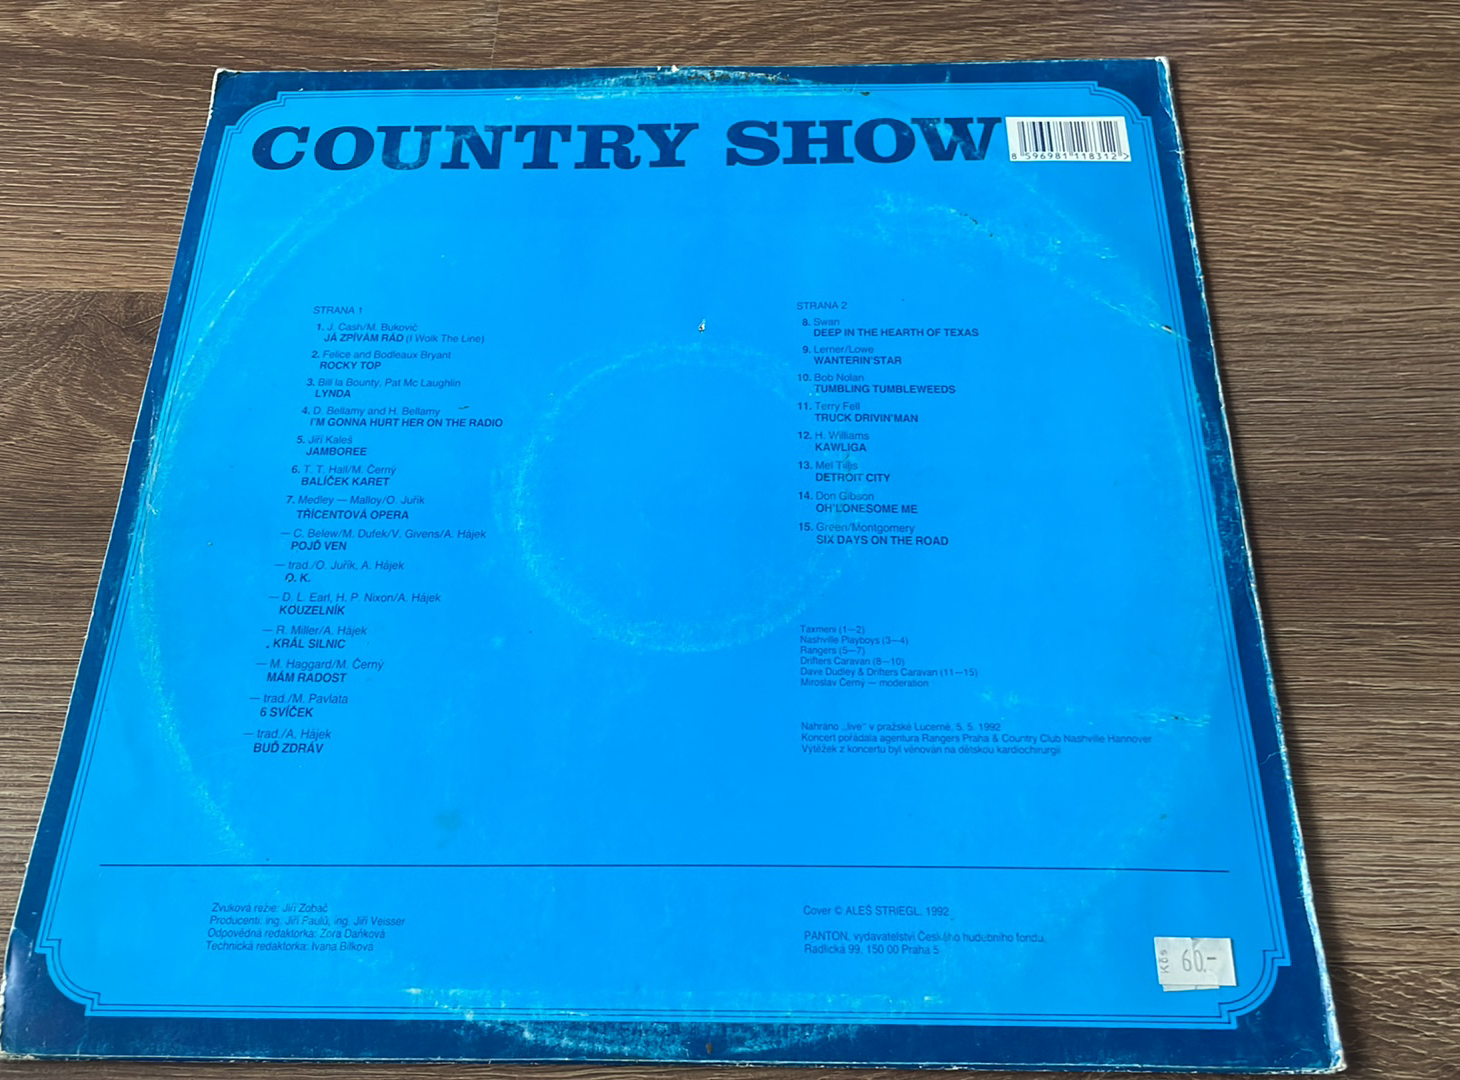 COUNTRY SHOW
8 596981 118312 >
STRANA 1
1. J. Cash/M. Bukovič
JÁ ZPÍVÁM RÁD (I Wolk The Line)
2. Felice and Bodleaux Bryant
ROCKY TOP
3. Bill la Bounty, Pat Mc Laughlin
LYNDA
4. D. Bellamy and H. Bellamy
I'M GONNA HURT HER ON THE RADIO
5. Jiří Kaleš
JAMBOREE
6. T. T. Hall/M. Černý
BALÍČEK KARET
7. Medley — Malloy/O. Juřík
TŘÍCENTOVÁ OPERA
— C. Belew/M. Dufek/V. Givens/A. Hájek
POJĎ VEN
— trad./O. Juřík, A. Hájek
O. K.
— D. L. Earl, H. P. Nixon/A. Hájek
KOUZELNÍK
— R. Miller/A. Hájek
KRÁL SILNIC
— M. Haggard/M. Černý
MÁM RADOST
— trad./M. Pavlata
6 SVÍČEK
— trad./A. Hájek
BUĎ ZDRÁV
STRANA 2
8. Swan
DEEP IN THE HEARTH OF TEXAS
9. Lerner/Lowe
WANTERIN'STAR
10. Bob Nolan
TUMBLING TUMBLEWEEDS
11. Terry Fell
TRUCK DRIVIN'MAN
12. H. Williams
KAWLIGA
13. Mel Tillis
DETROIT CITY
14. Don Gibson
OH'LONESOME ME
15. Green/Montgomery
SIX DAYS ON THE ROAD
Taxmeni (1—2)
Nashville Playboys (3—4)
Rangers (5—7)
Drifters Caravan (8—10)
Dave Dudley & Drifters Caravan (11—15)
Miroslav Černý — moderation
Nahráno „live" v pražské Lucerně, 5. 5. 1992
Koncert pořádala agentura Rangers Praha & Country Club Nashville Hannover
Výtěžek z koncertu byl věnován na dětskou kardiochirurgii
Zvuková režie: Jiří Zobač
Producenti: ing. Jiří Paulů, ing. Jiří Veisser
Odpovědná redaktorka: Zora Daňková
Technická redaktorka: Ivana Bílková
Cover © ALEŠ STRIEGL, 1992
PANTON, vydavatelství Českého hudebního fondu,
Radlická 99, 150 00 Praha 5
Kčs 60.-